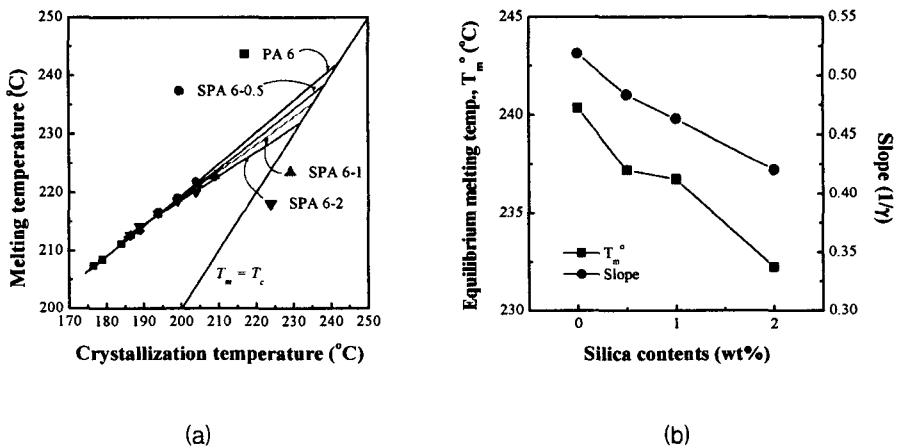 250
240
230
220
210
200
170 180 190 200 210 220 230 240 250
Melting temperature (°C)
Crystallization temperature (°C)
PA 6
SPA 6-0.5
SPA 6-1
SPA 6-2
T_m = T_c
(a)
245
240
235
230
0 1 2
0.55
0.50
0.45
0.40
0.35
0.30
Equilibrium melting temp., T_m° (°C)
Slope (1/γ)
T_m°
Slope
Silica contents (wt%)
(b)